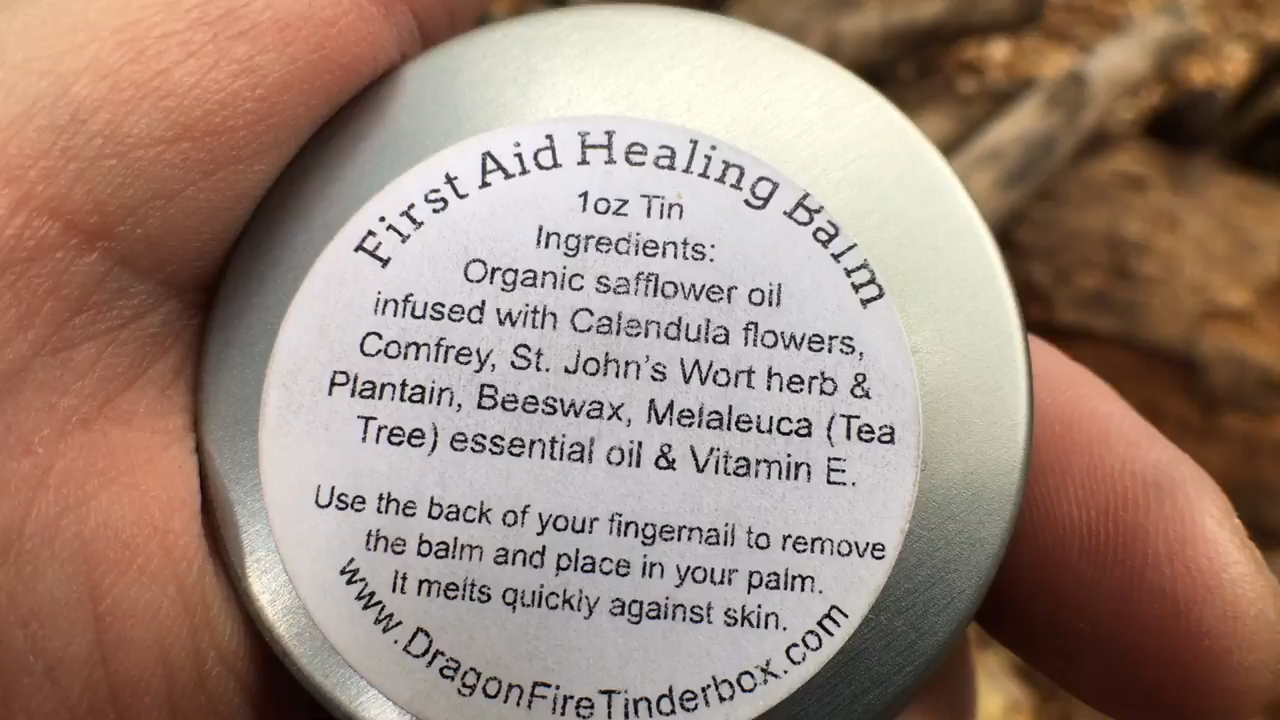 First Aid Healing Balm
1oz Tin
Ingredients:
Organic safflower oil
infused with Calendula flowers,
Comfrey, St. John's Wort herb &
Plantain, Beeswax, Melaleuca (Tea
Tree) essential oil & Vitamin E.
Use the back of your fingernail to remove
the balm and place in your palm.
It melts quickly against skin.
www.DragonFireTinderbox.com